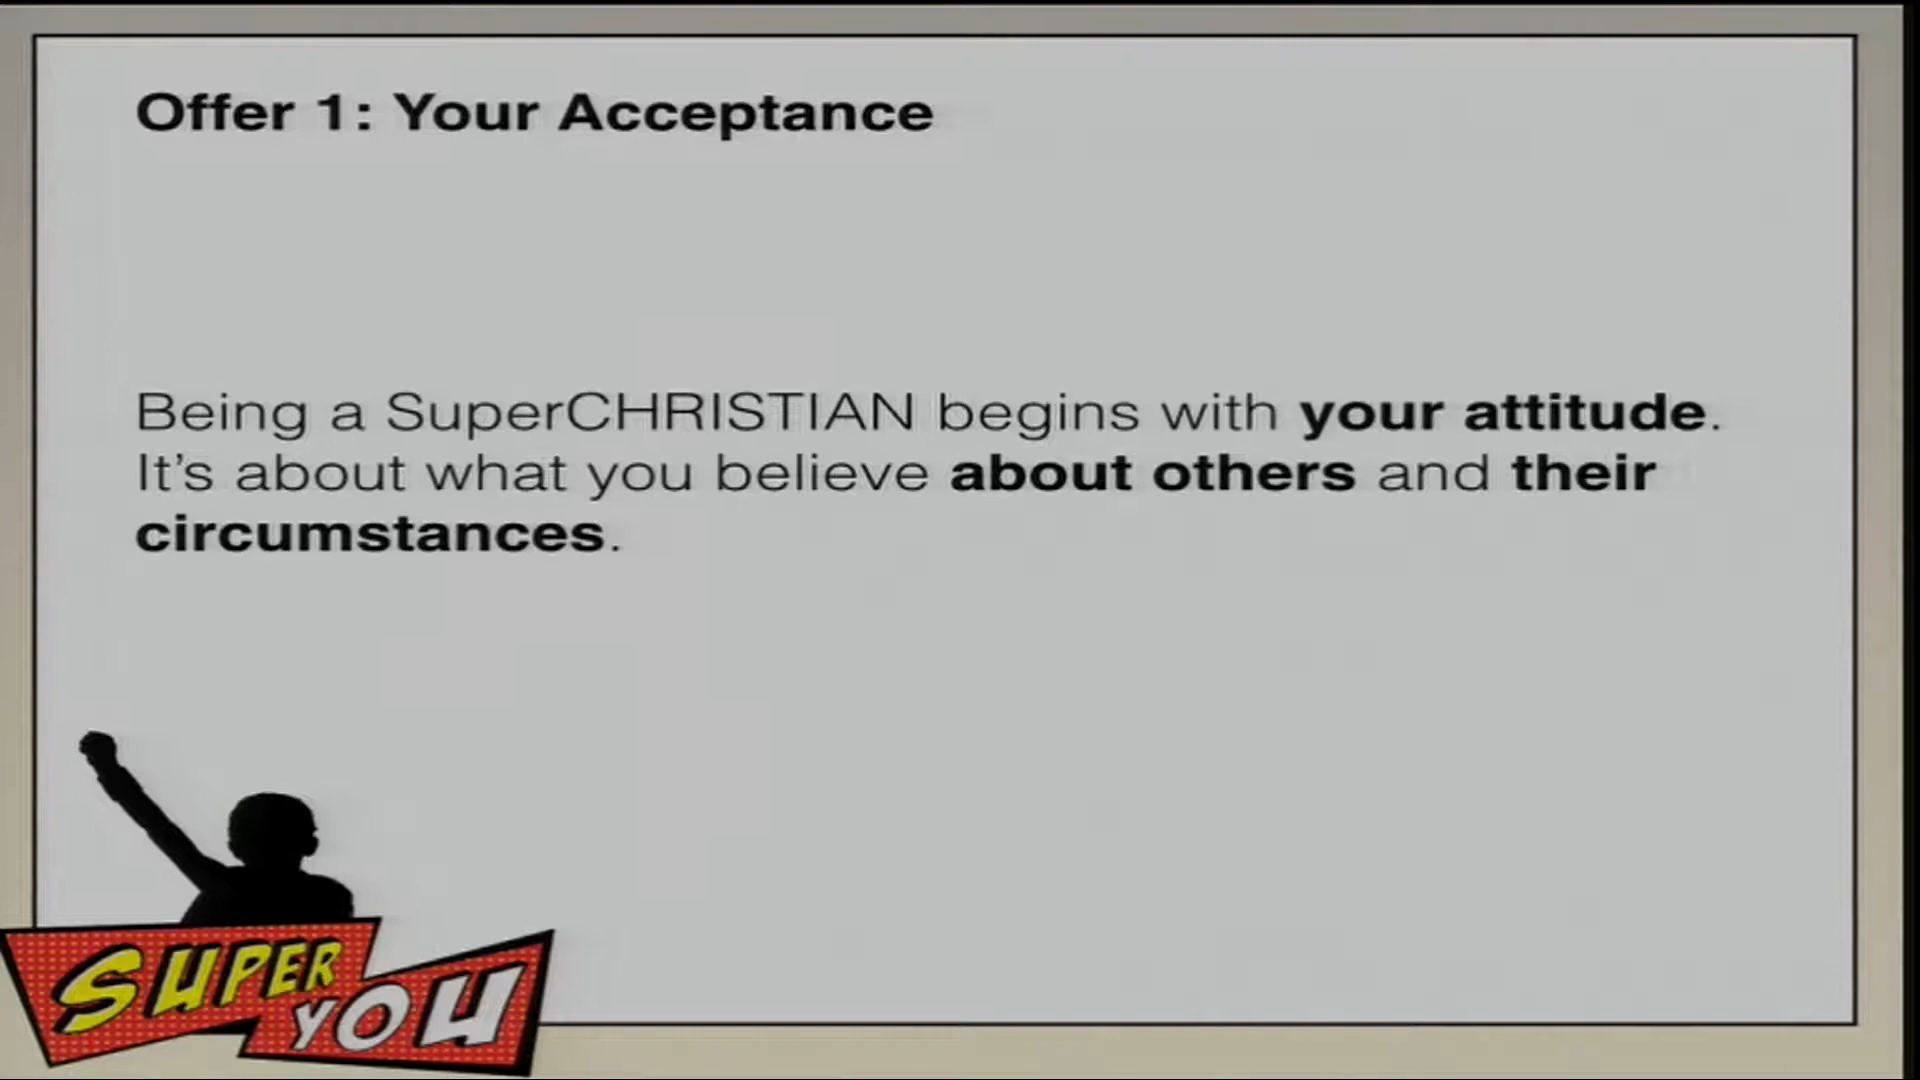 Offer 1: Your Acceptance
Being a SuperCHRISTIAN begins with your attitude.
It's about what you believe about others and their
circumstances.
SUPER
YOU